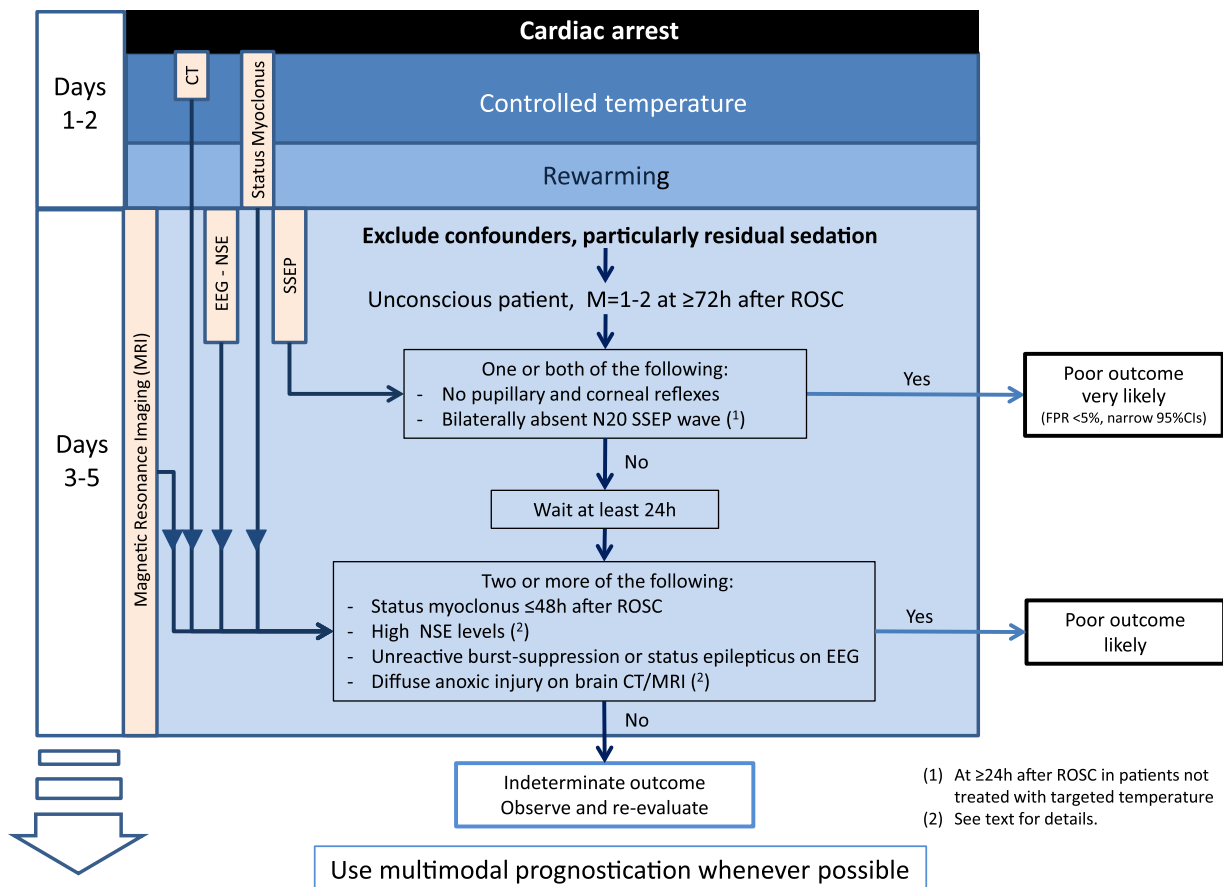 Cardiac arrest
Days
1-2
CT
Status Myoclonus
Controlled temperature
Rewarming
Days
3-5
Magnetic Resonance Imaging (MRI)
EEG - NSE
SSEP
Exclude confounders, particularly residual sedation
Unconscious patient, M=1-2 at ≥72h after ROSC
One or both of the following:
- No pupillary and corneal reflexes
- Bilaterally absent N20 SSEP wave (¹)
Yes
Poor outcome
very likely
(FPR <5%, narrow 95%CIs)
No
Wait at least 24h
Two or more of the following:
- Status myoclonus ≤48h after ROSC
- High NSE levels (²)
- Unreactive burst-suppression or status epilepticus on EEG
- Diffuse anoxic injury on brain CT/MRI (²)
Yes
Poor outcome
likely
No
Indeterminate outcome
Observe and re-evaluate
(1) At ≥24h after ROSC in patients not
treated with targeted temperature
(2) See text for details.
Use multimodal prognostication whenever possible